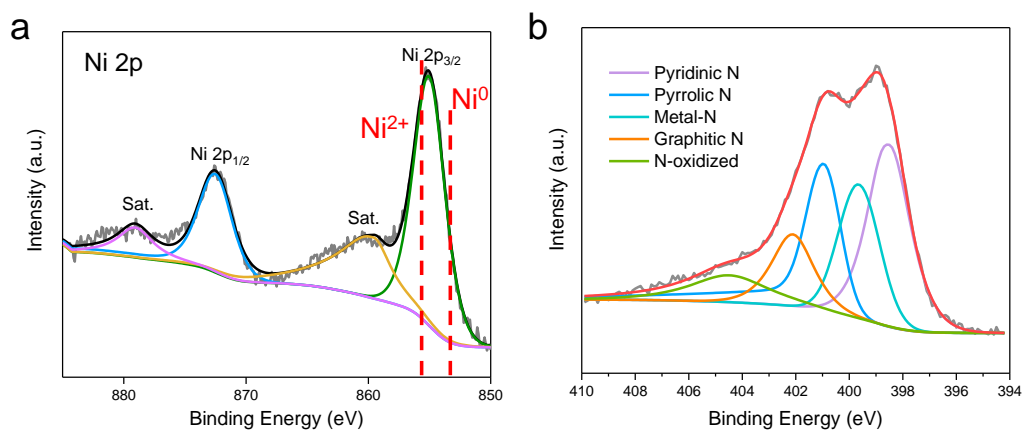 a
Ni 2p
Ni 2p3/2
Ni0
Ni2+
Ni 2p1/2
Sat.
Sat.
Intensity (a.u.)
880
870
860
850
Binding Energy (eV)
b
Pyridinic N
Pyrrolic N
Metal-N
Graphitic N
N-oxidized
Intensity (a.u.)
410
408
406
404
402
400
398
396
394
Binding Energy (eV)